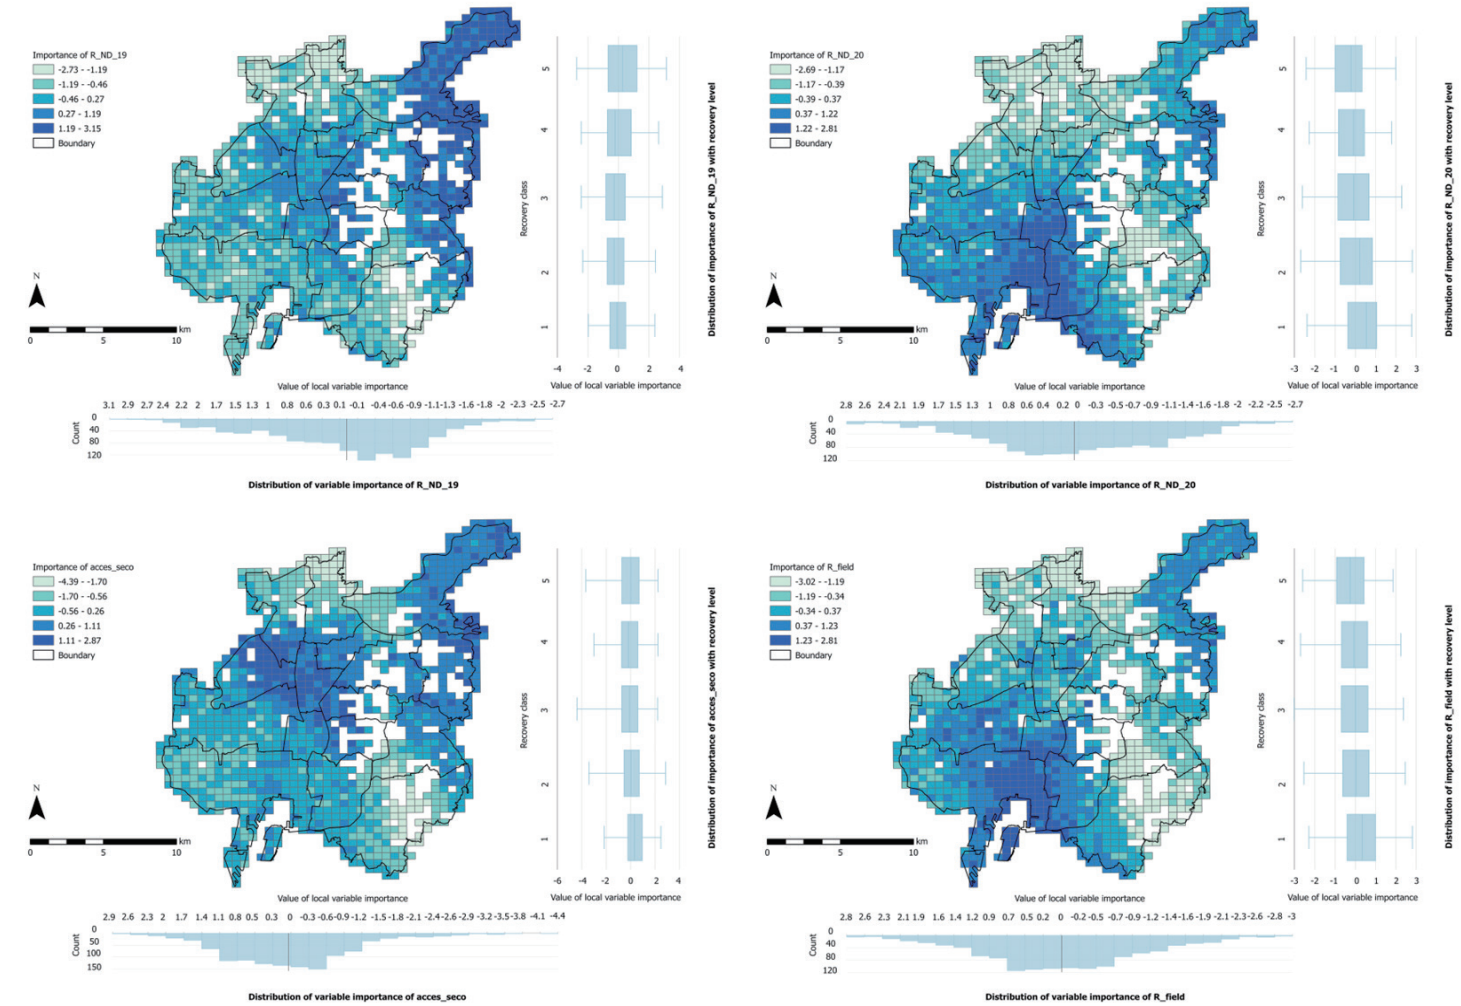 Importance of R_ND_19
-2.73 - -1.19
-1.19 - -0.46
-0.46 - 0.27
0.27 - 1.19
1.19 - 3.15
Boundary
N
km
0 5 10
Recovery class
5
4
3
2
1
-4 -2 0 2 4
Value of local variable importance
Distribution of importance of R_ND_19 with recovery level
Value of local variable importance
3.1 2.9 2.7 2.4 2.2 2 1.7 1.5 1.3 1 0.8 0.6 0.3 0.1 -0.1 -0.4 -0.6 -0.9 -1.1 -1.6 -1.8 -2 -2.3 -2.5 -2.7
Count
0
40
80
120
Distribution of variable importance of R_ND_19
Importance of R_ND_20
-2.69 - -1.17
-1.17 - -0.39
-0.39 - 0.37
0.37 - 1.22
1.22 - 2.81
Boundary
N
km
0 5 10
Recovery class
5
4
3
2
1
-3 -2 -1 0 1 2 3
Value of local variable importance
Distribution of importance of R_ND_20 with recovery level
Value of local variable importance
2.8 2.6 2.4 2.1 1.9 1.7 1.5 1.3 1 0.8 0.6 0.4 0.2 0 -0.3 -0.5 -0.7 -0.9 -1.1 -1.4 -1.6 -1.8 -2 -2.2 -2.5 -2.7
Count
0
40
80
120
Distribution of variable importance of R_ND_20
Importance of acces_seco
-4.39 - -1.70
-1.70 - -0.56
-0.56 - 0.26
0.26 - 1.11
1.11 - 2.87
Boundary
N
km
0 5 10
Recovery class
5
4
3
2
1
-6 -4 -2 0 2 4
Value of local variable importance
Distribution of importance of acces_seco with recovery level
Value of local variable importance
2.9 2.6 2.3 2 1.7 1.4 1.1 0.8 0.5 0.3 0 -0.3 -0.6 -0.9 -1.2 -1.5 -1.8 -2.1 -2.4 -2.6 -2.9 -3.2 -3.5 -3.8 -4.1 -4.4
Count
0
50
100
150
Distribution of variable importance of acces_seco
Importance of R_field
-3.02 - -1.19
-1.19 - -0.34
-0.34 - 0.37
0.37 - 1.23
1.23 - 2.81
Boundary
N
km
0 5 10
Recovery class
5
4
3
2
1
-3 -2 -1 0 1 2 3
Value of local variable importance
Distribution of importance of R_field with recovery level
Value of local variable importance
2.8 2.6 2.3 2.1 1.9 1.6 1.4 1.2 0.9 0.7 0.5 0.2 0 -0.2 -0.5 -0.7 -0.9 -1.2 -1.4 -1.6 -1.9 -2.1 -2.3 -2.6 -2.8 -3
Count
0
40
80
120
Distribution of variable importance of R_field